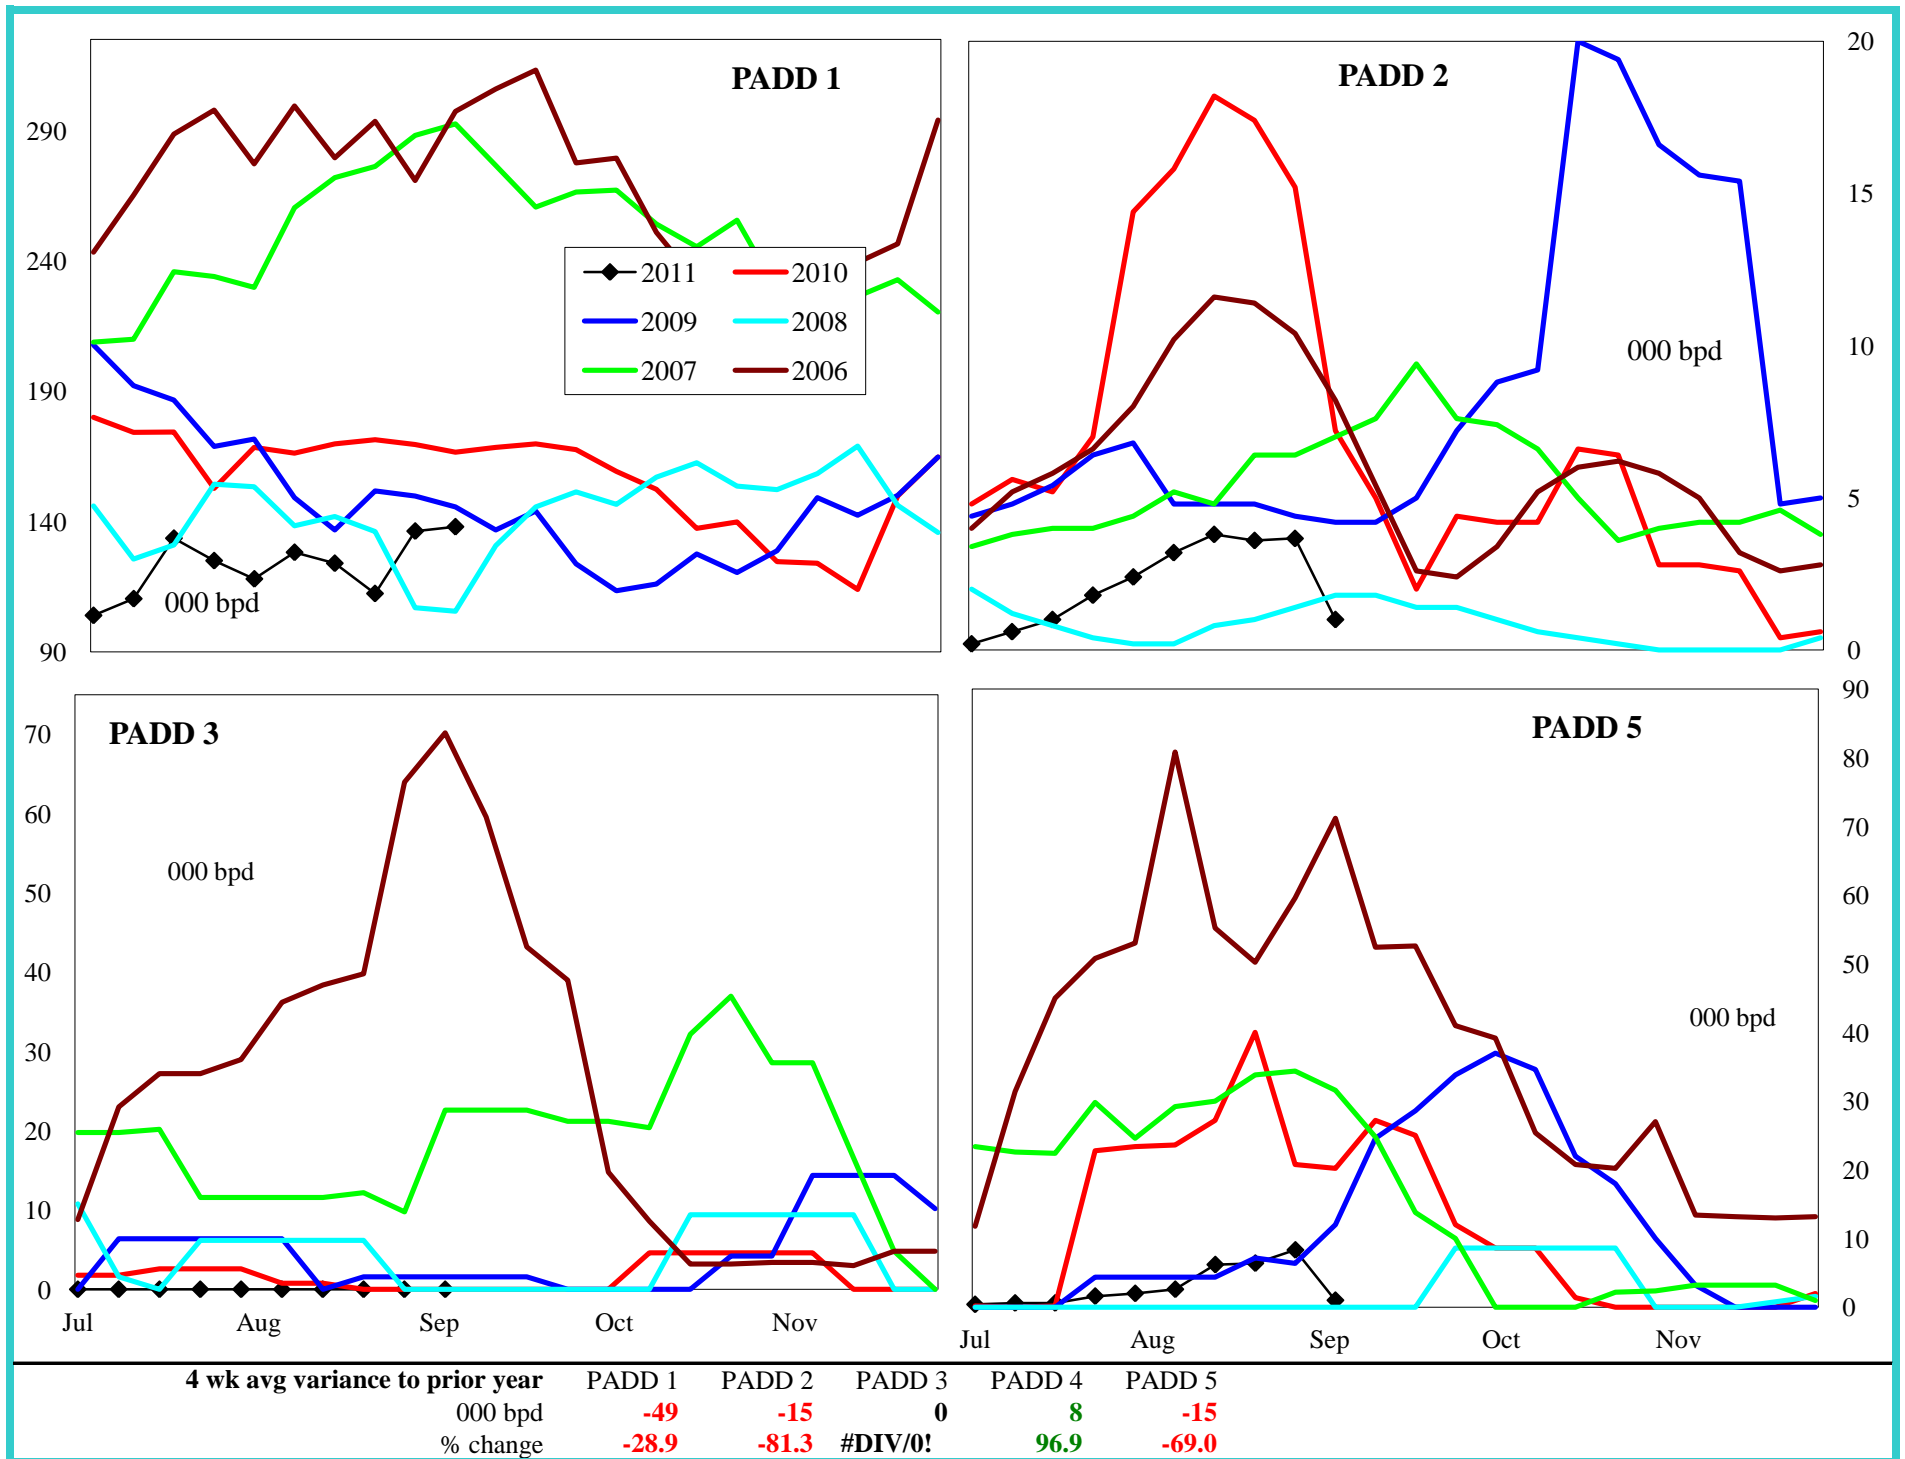 PADD 1
290
240
190
140
90
000 bpd
2011 2010
2009 2008
2007 2006
PADD 2
20
15
10
5
0
000 bpd
PADD 3
70
60
50
40
30
20
10
0
000 bpd
Jul Aug Sep Oct Nov
PADD 5
90
80
70
60
50
40
30
20
10
0
000 bpd
Jul Aug Sep Oct Nov
4 wk avg variance to prior year PADD 1 PADD 2 PADD 3 PADD 4 PADD 5
000 bpd -49 -15 0 8 -15
% change -28.9 -81.3 #DIV/0! 96.9 -69.0